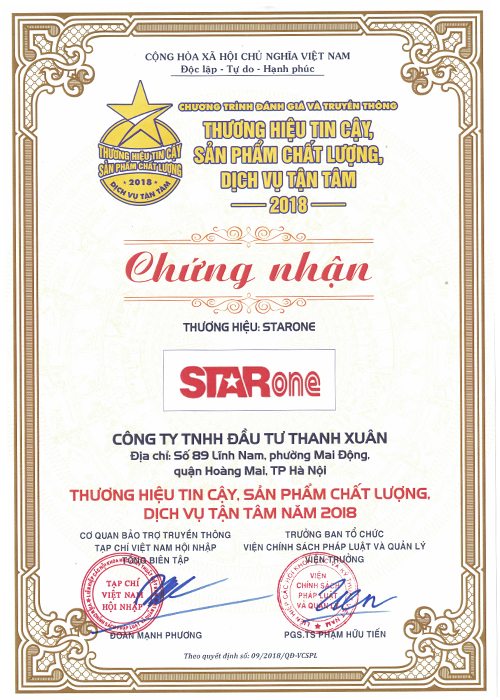 CỘNG HÒA XÃ HỘI CHỦ NGHĨA VIỆT NAM
Độc lập - Tự do - Hạnh phúc
CHƯƠNG TRÌNH ĐÁNH GIÁ VÀ TRUYỀN THÔNG
THƯƠNG HIỆU TIN CẬY,
SẢN PHẨM CHẤT LƯỢNG,
DỊCH VỤ TẬN TÂM
2018
THƯƠNG HIỆU TIN CẬY
SẢN PHẨM CHẤT LƯỢNG
2018
DỊCH VỤ TẬN TÂM
Chứng nhận
THƯƠNG HIỆU: STARONE
STARone
CÔNG TY TNHH ĐẦU TƯ THANH XUÂN
Địa chỉ: Số 89 Lĩnh Nam, phường Mai Động,
quận Hoàng Mai, TP Hà Nội
THƯƠNG HIỆU TIN CẬY, SẢN PHẨM CHẤT LƯỢNG,
DỊCH VỤ TẬN TÂM NĂM 2018
CƠ QUAN BẢO TRỢ TRUYỀN THÔNG
TẠP CHÍ VIỆT NAM HỘI NHẬP
TỔNG BIÊN TẬP
TẠP CHÍ
VIỆT NAM
HỘI NHẬP
ĐOÀN MẠNH PHƯƠNG
TRƯỞNG BAN TỔ CHỨC
VIỆN CHÍNH SÁCH PHÁP LUẬT VÀ QUẢN LÝ
VIỆN TRƯỞNG
VIỆN
CHÍNH SÁCH
PHÁP LUẬT
VÀ QUẢN LÝ
PGS.TS PHẠM HỮU TIẾN
Theo quyết định số: 09/2018/QĐ-VCSPL